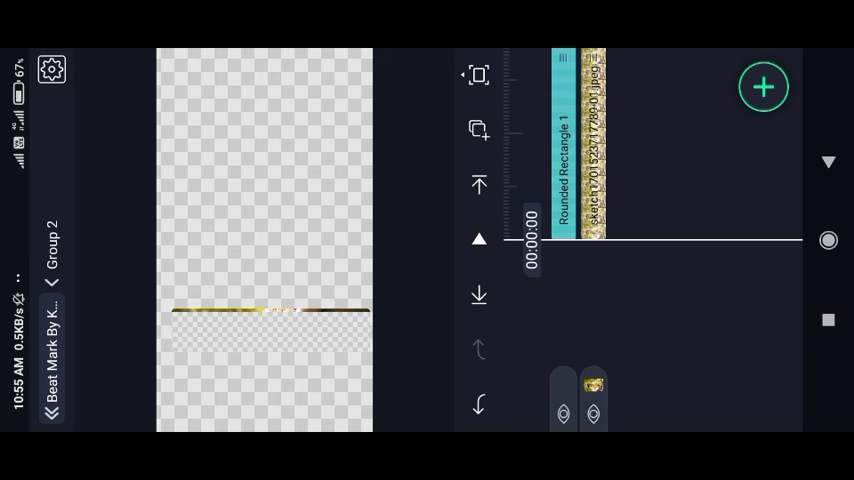 10:55 AM 0.5KB/s
4G
67%
Beat Mark By K...
Group 2
00:00:00
Rounded Rectangle 1
sketch1701523717789-01.jpeg